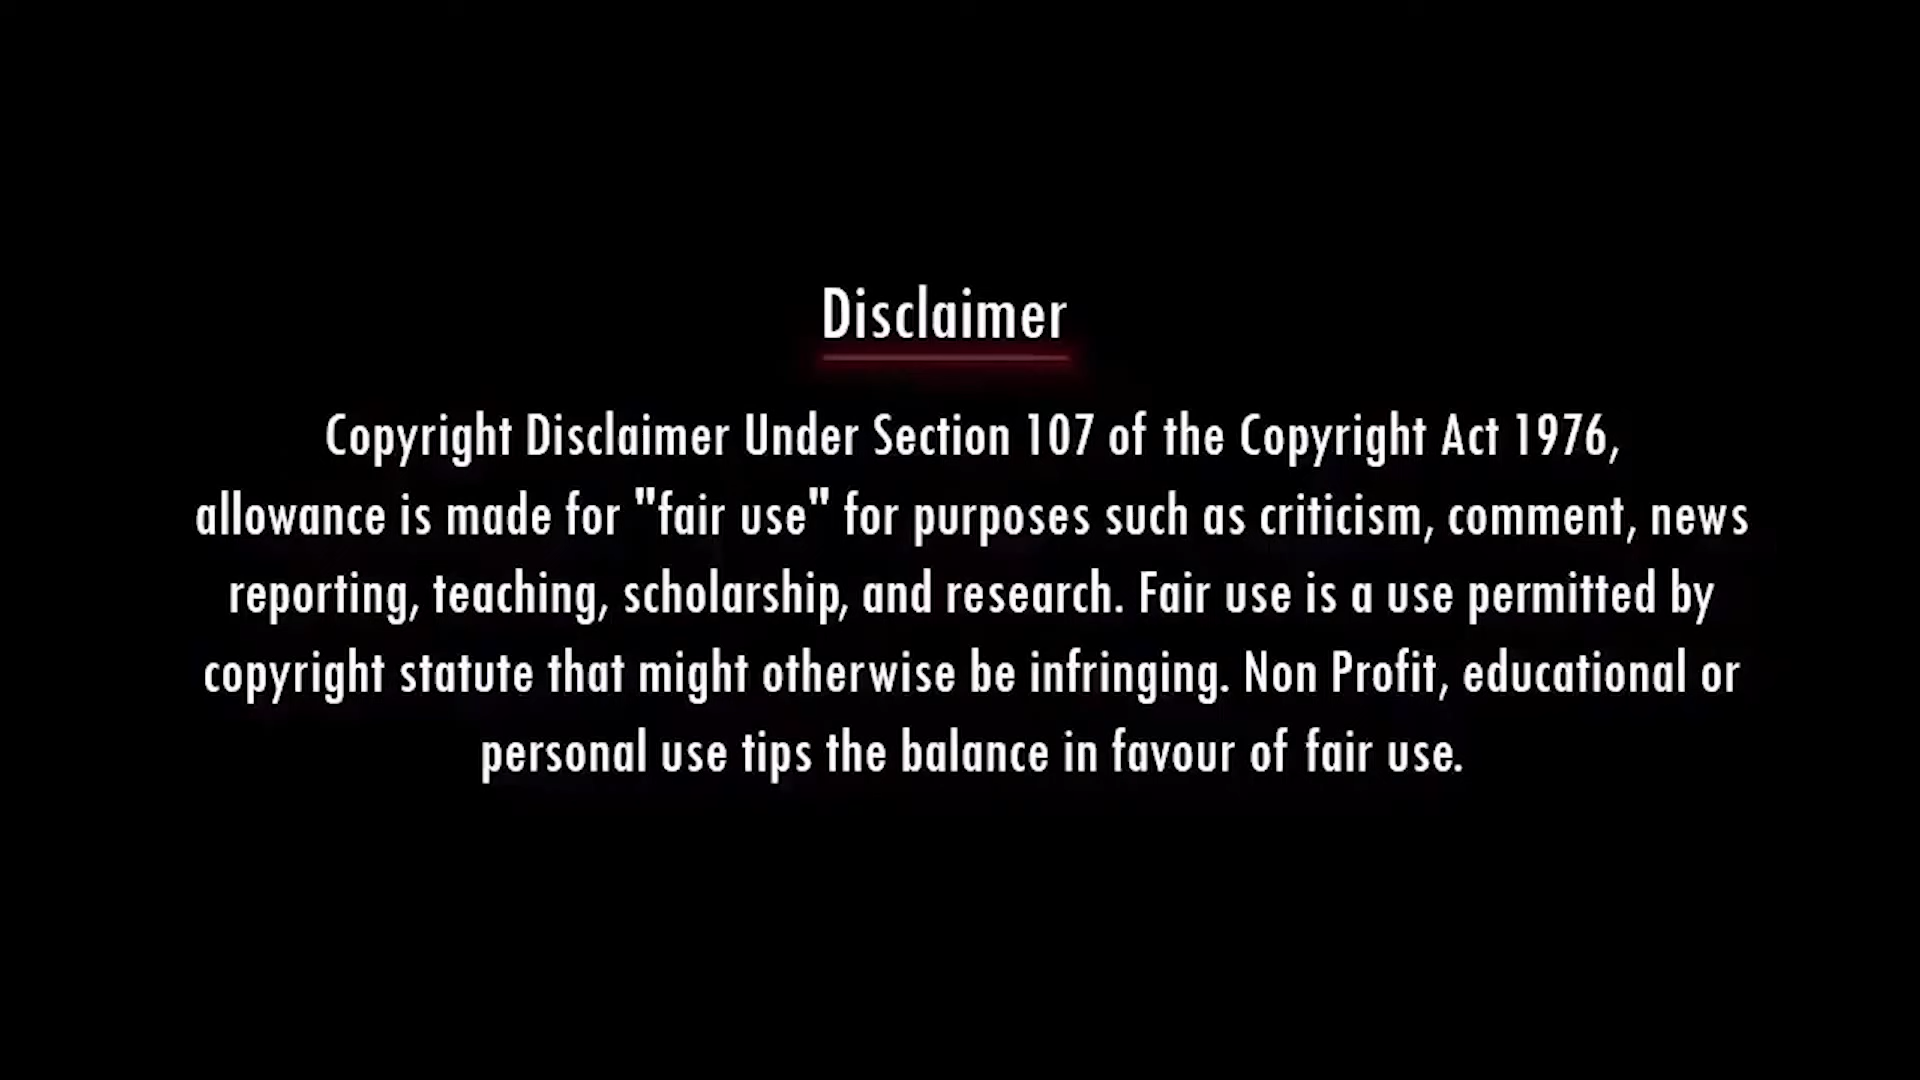 Disclaimer
Copyright Disclaimer Under Section 107 of the Copyright Act 1976,
allowance is made for "fair use" for purposes such as criticism, comment, news
reporting, teaching, scholarship, and research. Fair use is a use permitted by
copyright statute that might otherwise be infringing. Non Profit, educational or
personal use tips the balance in favour of fair use.